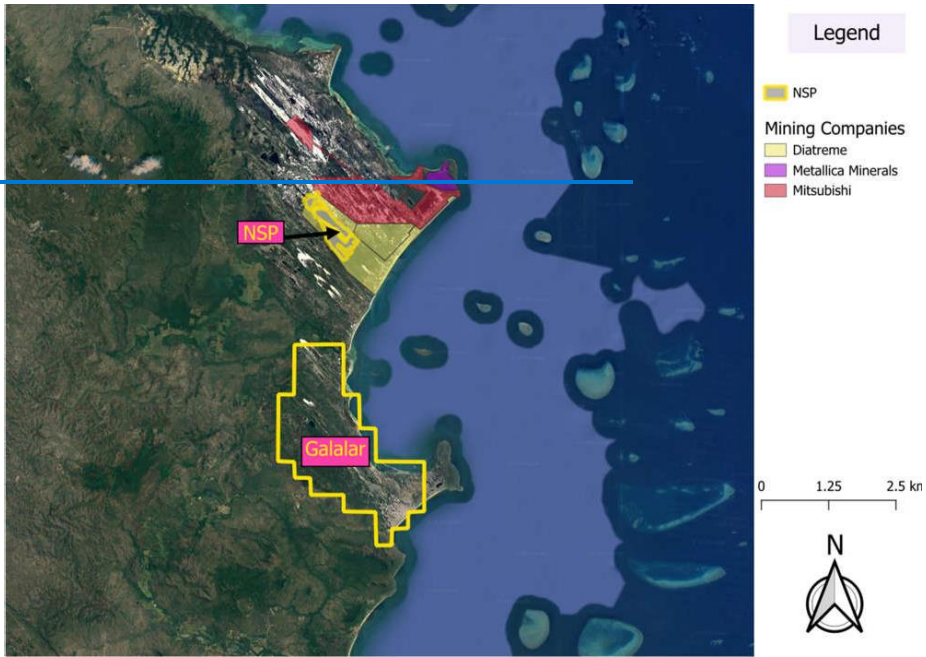 Legend
NSP
Mining Companies
Diatreme
Metallica Minerals
Mitsubishi
NSP
Galalar
0 1.25 2.5 km
N